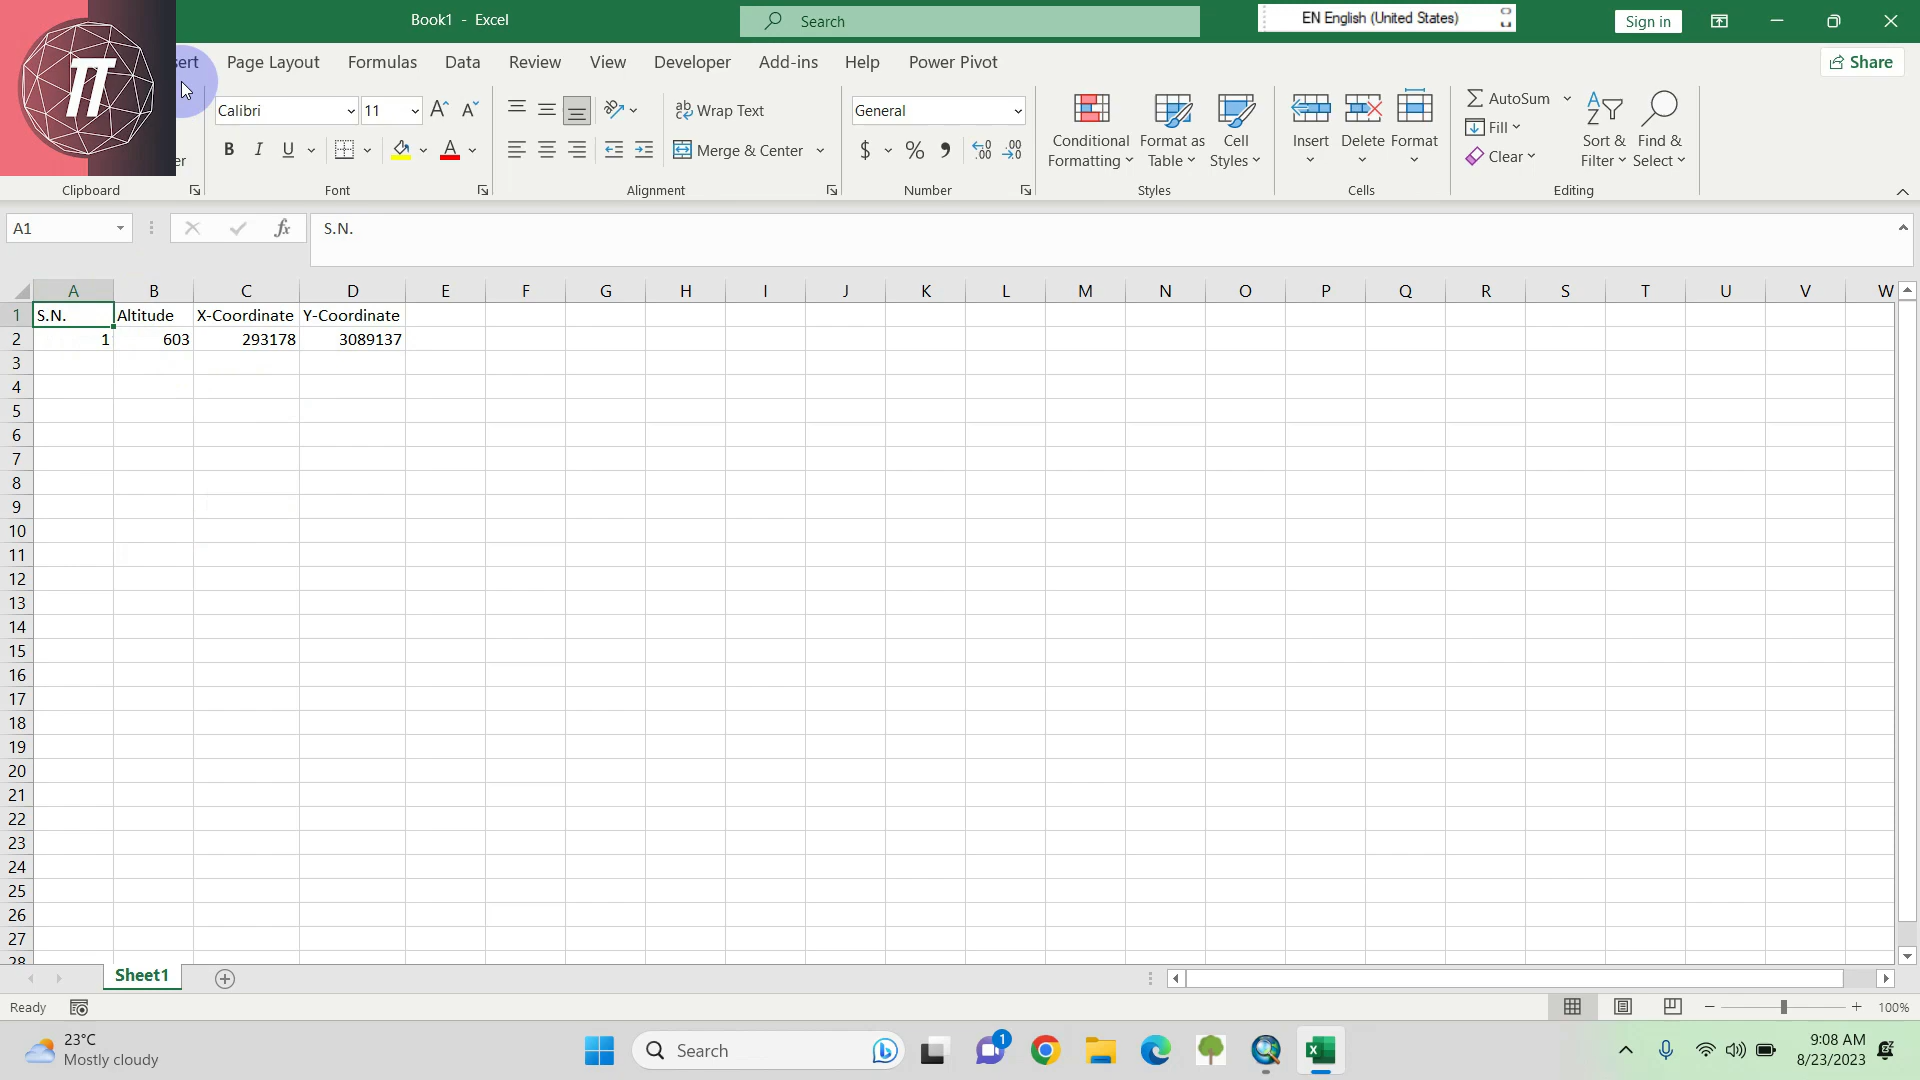 Book1 - Excel
Search
EN English (United States)
Sign in
Page Layout
Formulas
Data
Review
View
Developer
Add-ins
Help
Power Pivot
Share
Calibri
11
Wrap Text
General
Conditional Formatting
Format as Table
Cell Styles
Insert
Delete
Format
AutoSum
Fill
Clear
Sort & Filter
Find & Select
B I U
Merge & Center
$ % ,
Clipboard
Font
Alignment
Number
Styles
Cells
Editing
A1
fx
S.N.
A B C D E F G H I J K L M N O P Q R S T U V W
1 S.N. Altitude X-Coordinate Y-Coordinate
2 1 603 293178 3089137
3
4
5
6
7
8
9
10
11
12
13
14
15
16
17
18
19
20
21
22
23
24
25
26
27
28
Sheet1
Ready
100%
23°C
Mostly cloudy
Search
1
9:08 AM
8/23/2023